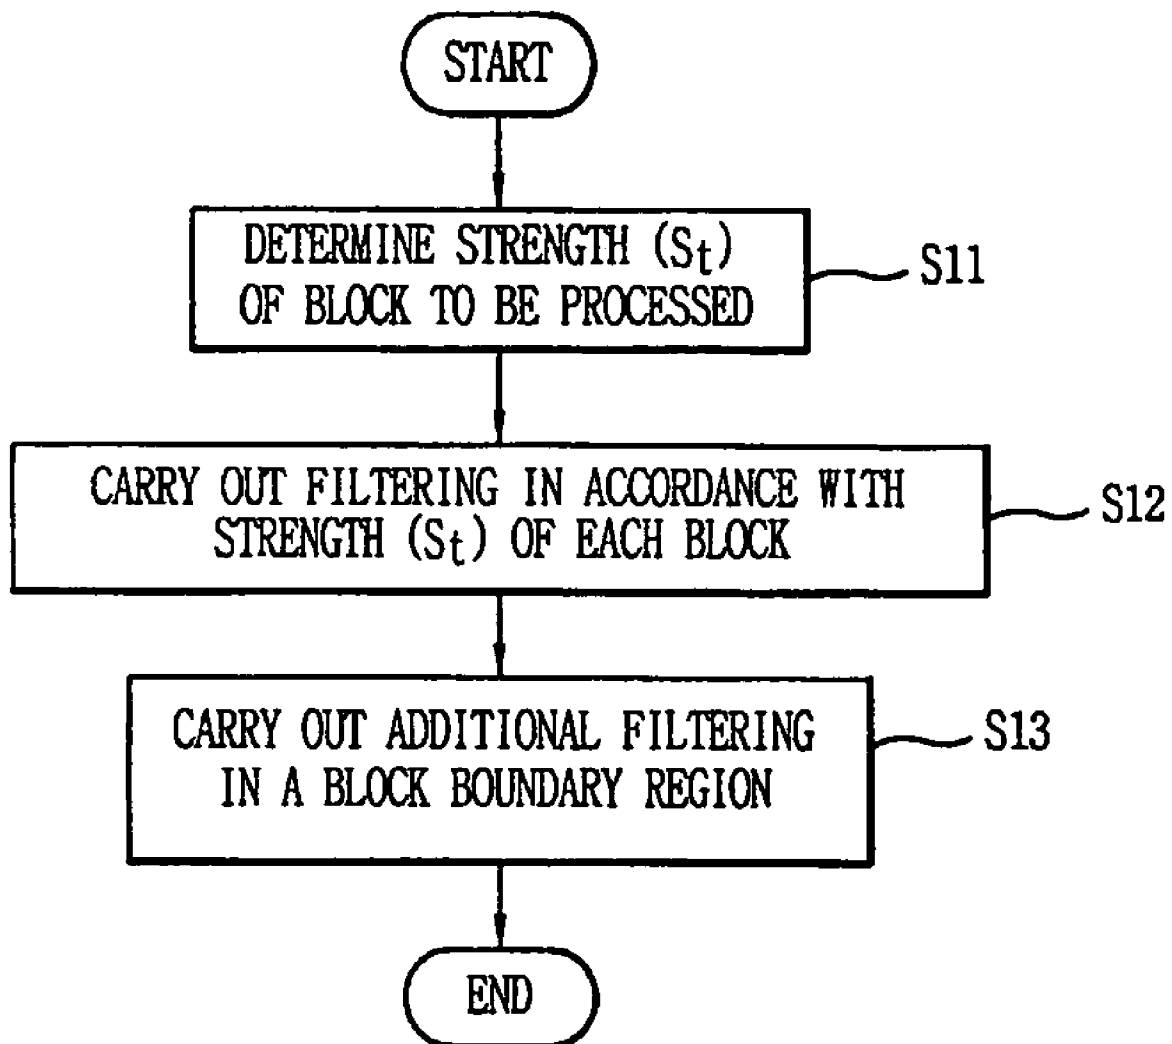 START
DETERMINE STRENGTH (St)
OF BLOCK TO BE PROCESSED
S11
CARRY OUT FILTERING IN ACCORDANCE WITH
STRENGTH (St) OF EACH BLOCK
S12
CARRY OUT ADDITIONAL FILTERING
IN A BLOCK BOUNDARY REGION
S13
END